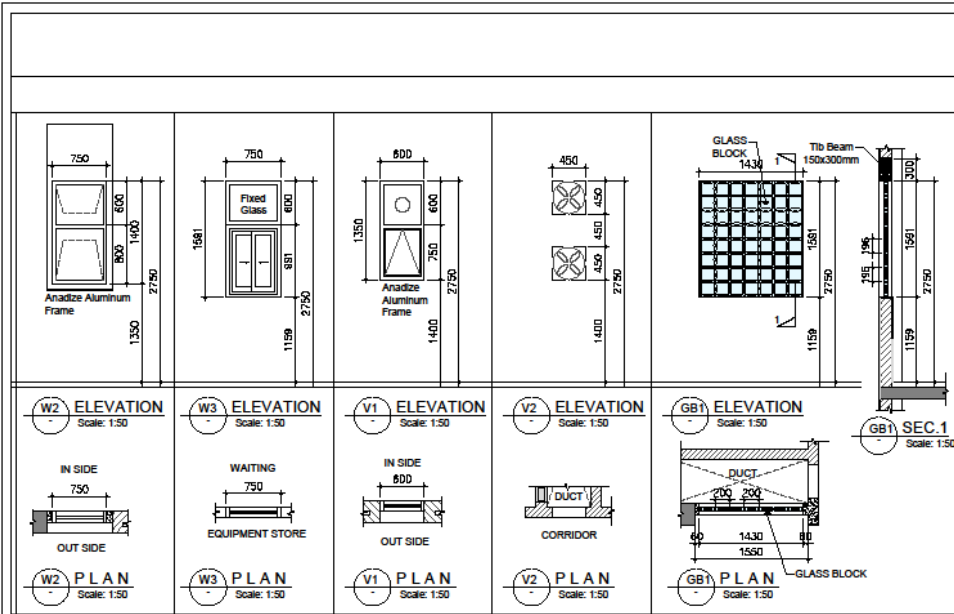 750
600
800
1400
2750
1350
Anadize Aluminum
Frame
W2 ELEVATION
-
Scale: 1:50
IN SIDE
750
OUT SIDE
W2 PLAN
-
Scale: 1:50
750
Fixed
Glass
600
1591
991
2750
1159
W3 ELEVATION
-
Scale: 1:50
WAITING
750
EQUIPMENT STORE
W3 PLAN
-
Scale: 1:50
600
600
1350
750
2750
Anadize
Aluminum
Frame
1400
V1 ELEVATION
-
Scale: 1:50
IN SIDE
600
OUT SIDE
V1 PLAN
-
Scale: 1:50
450
450
450
450
2750
1400
V2 ELEVATION
-
Scale: 1:50
DUCT
CORRIDOR
V2 PLAN
-
Scale: 1:50
GLASS
BLOCK
1430
1
1591
2750
1159
1
GB1 ELEVATION
-
Scale: 1:50
Tib Beam
150x300mm
300
1591
196
196
2750
1159
GB1 SEC.1
-
Scale: 1:50
DUCT
200
200
60
1430
60
1550
GLASS BLOCK
GB1 PLAN
-
Scale: 1:50